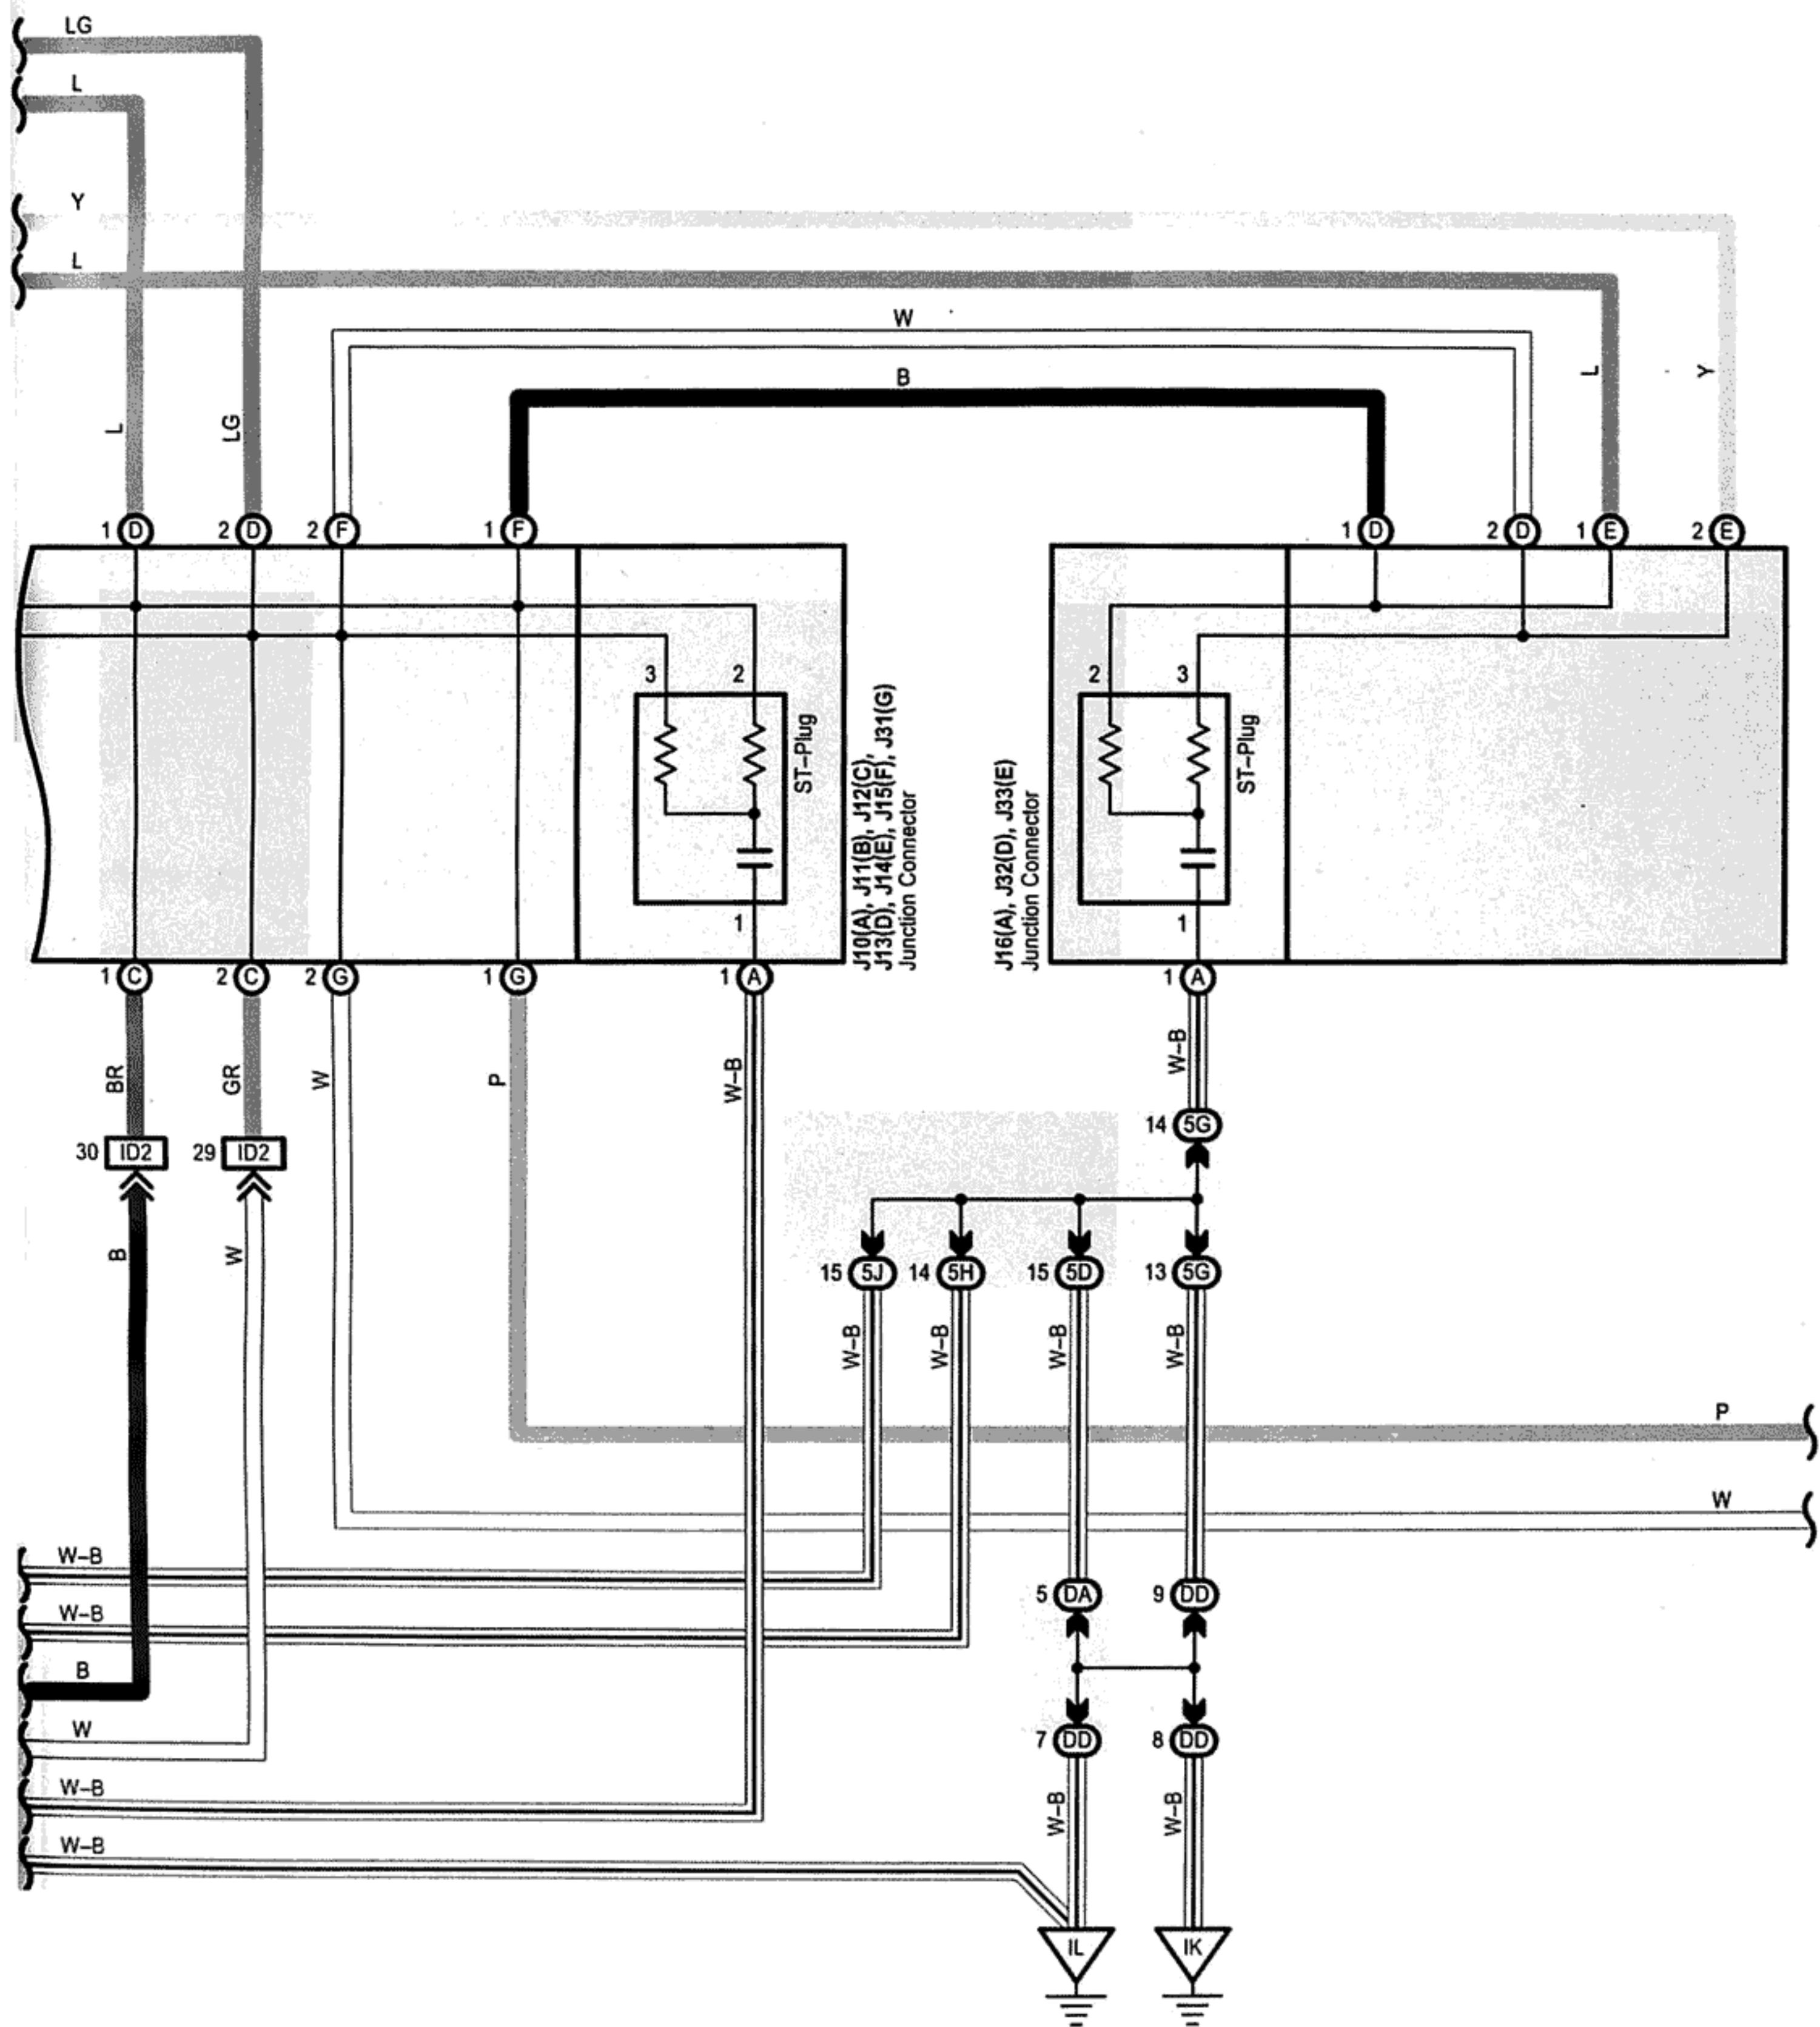 LG
L
Y
L
W
B
L
LG
L
Y
1 D
2 D
2 F
1 F
1 D
2 D
1 E
2 E
3
2
ST-Plug
1
J10(A), J11(B), J12(C),
J13(D), J14(E), J15(F), J31(G)
Junction Connector
J16(A), J32(D), J33(E)
Junction Connector
2
3
ST-Plug
1
1 C
2 C
2 G
1 G
1 A
1 A
BR
GR
W
P
W-B
W-B
30 ID2
29 ID2
14 5G
B
W
15 5J
14 5H
15 5D
13 5G
W-B
W-B
W-B
W-B
P
W
W-B
W-B
B
W
W-B
W-B
5 DA
9 DD
7 DD
8 DD
W-B
W-B
IL
IK